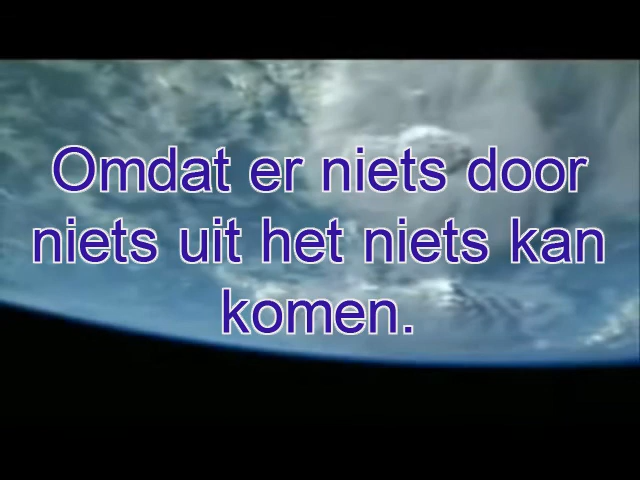 Omdat er niets door
niets uit het niets kan
komen.